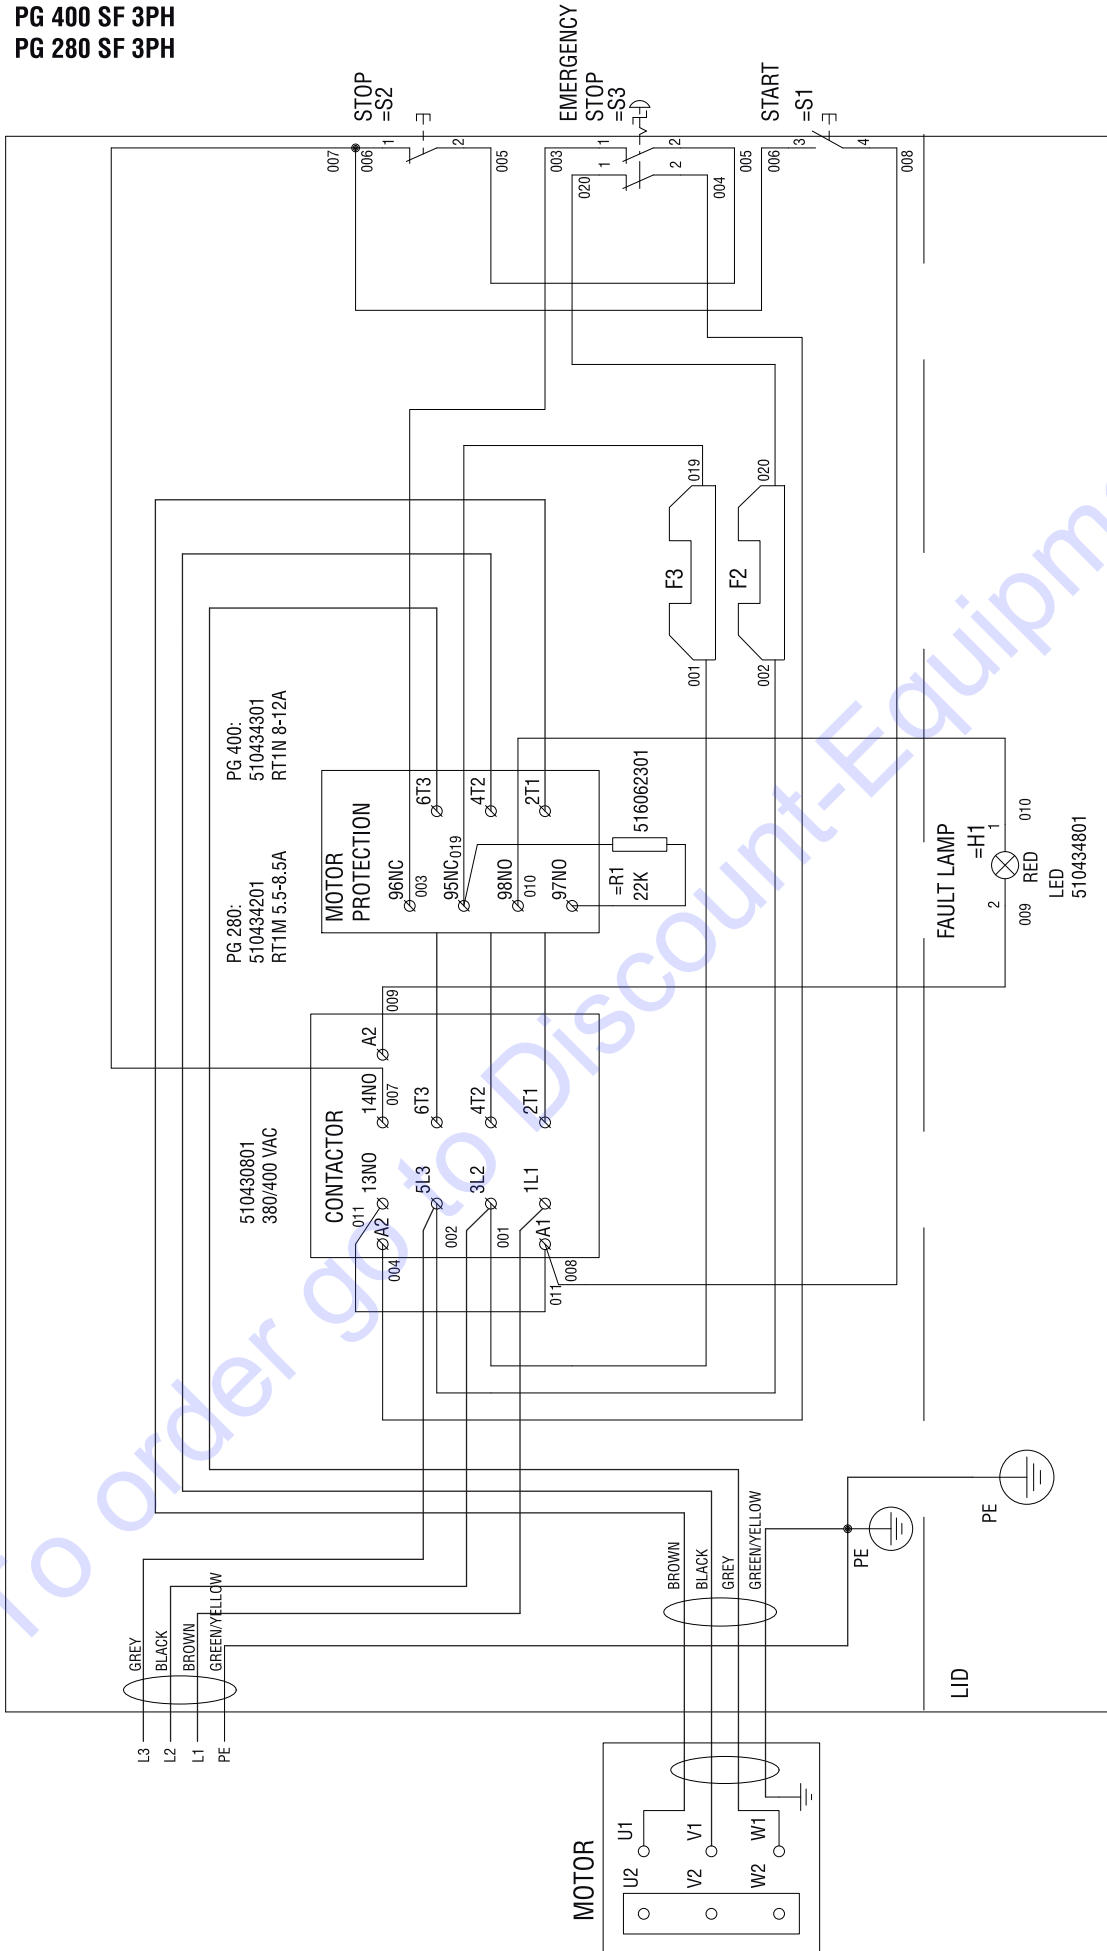 PG 400 SF 3PH
PG 280 SF 3PH
STOP
=S2
EMERGENCY
STOP
=S3
START
=S1
007
006
1
2
005
003
020
1
1
2
2
004
005
006
3
4
008
019
F3
001
020
F2
002
PG 400:
510434301
RT1N 8-12A
PG 280:
510434201
RT1M 5.5-8.5A
MOTOR
PROTECTION
96NC
003
6T3
95NC
019
4T2
98NO
010
2T1
97NO
=R1
22K
516062301
FAULT LAMP
=H1
1
010
2
009
RED
LED
510434801
510430801
380/400 VAC
CONTACTOR
009
A2
14NO
007
13NO
011
A2
004
6T3
5L3
002
4T2
3L2
001
2T1
1L1
A1
008
011
PE
PE
BROWN
BLACK
GREY
GREEN/YELLOW
GREY
BLACK
BROWN
GREEN/YELLOW
L3
L2
L1
PE
LID
MOTOR
U1
U2
V1
V2
W1
W2
To order go to Discount-Equipm